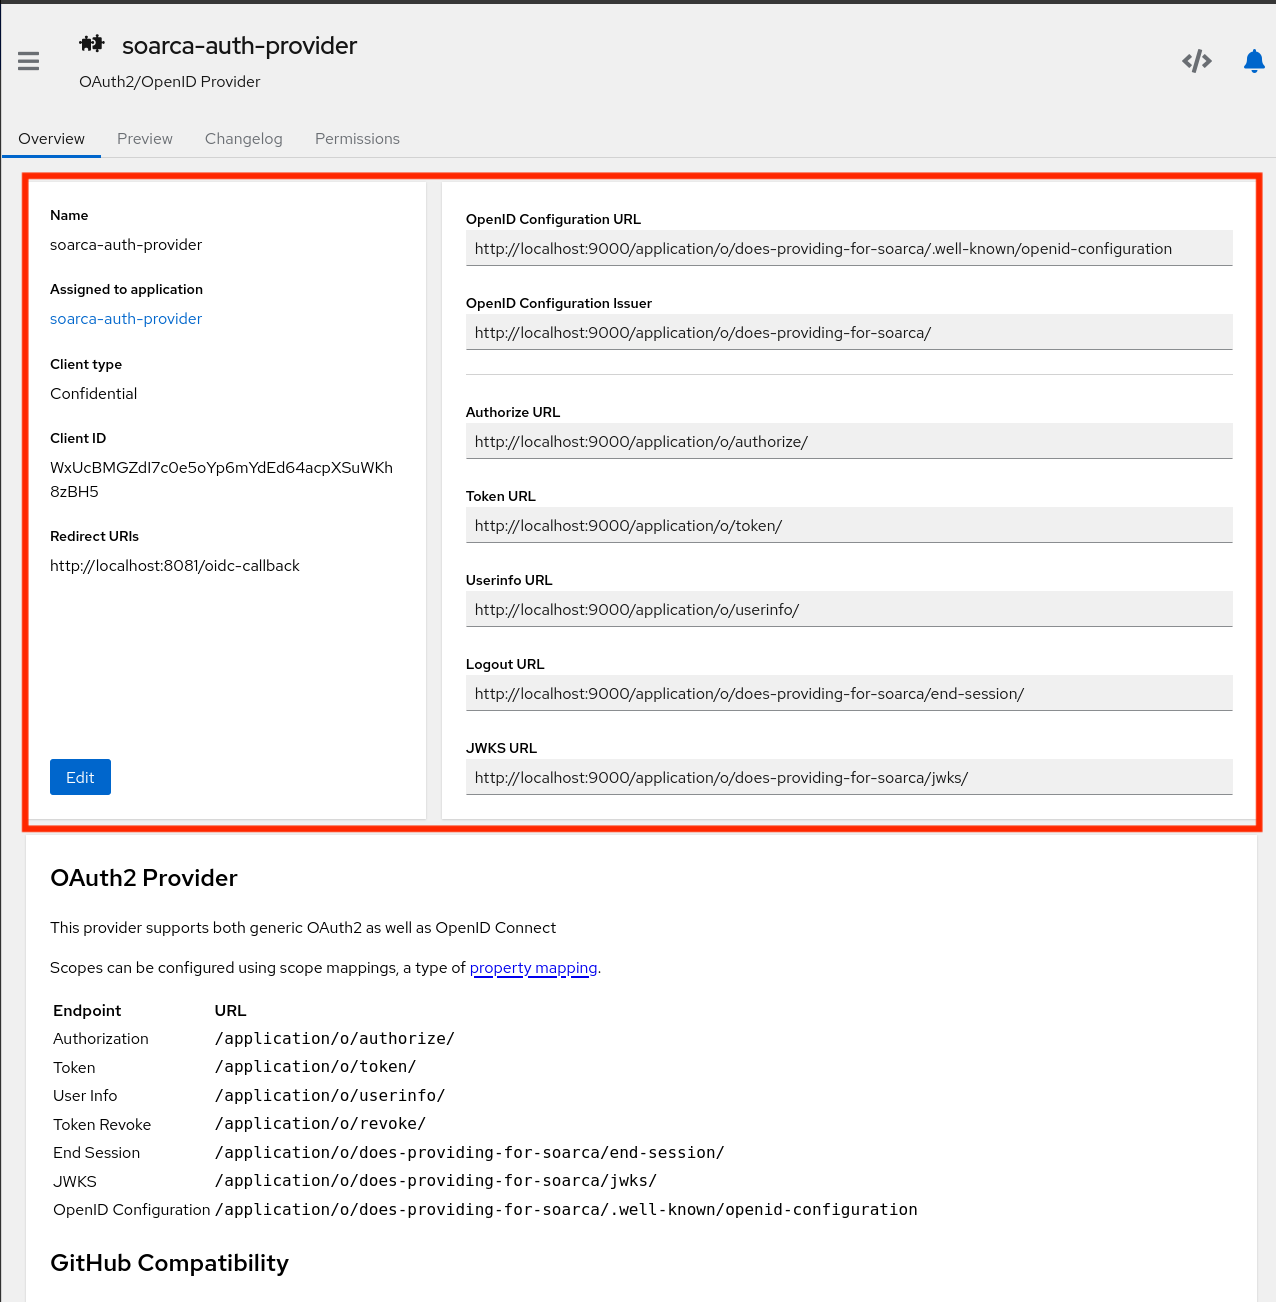 soarca-auth-provider
OAuth2/OpenID Provider
Overview
Preview
Changelog
Permissions
Name
soarca-auth-provider
Assigned to application
soarca-auth-provider
Client type
Confidential
Client ID
WxUcBMGZdI7c0e5oYp6mYdEd64acpXSuWKh
8zBH5
Redirect URIs
http://localhost:8081/oidc-callback
Edit
OpenID Configuration URL
http://localhost:9000/application/o/does-providing-for-soarca/.well-known/openid-configuration
OpenID Configuration Issuer
http://localhost:9000/application/o/does-providing-for-soarca/
Authorize URL
http://localhost:9000/application/o/authorize/
Token URL
http://localhost:9000/application/o/token/
Userinfo URL
http://localhost:9000/application/o/userinfo/
Logout URL
http://localhost:9000/application/o/does-providing-for-soarca/end-session/
JWKS URL
http://localhost:9000/application/o/does-providing-for-soarca/jwks/
OAuth2 Provider
This provider supports both generic OAuth2 as well as OpenID Connect
Scopes can be configured using scope mappings, a type of property mapping.
Endpoint URL
Authorization /application/o/authorize/
Token /application/o/token/
User Info /application/o/userinfo/
Token Revoke /application/o/revoke/
End Session /application/o/does-providing-for-soarca/end-session/
JWKS /application/o/does-providing-for-soarca/jwks/
OpenID Configuration /application/o/does-providing-for-soarca/.well-known/openid-configuration
GitHub Compatibility